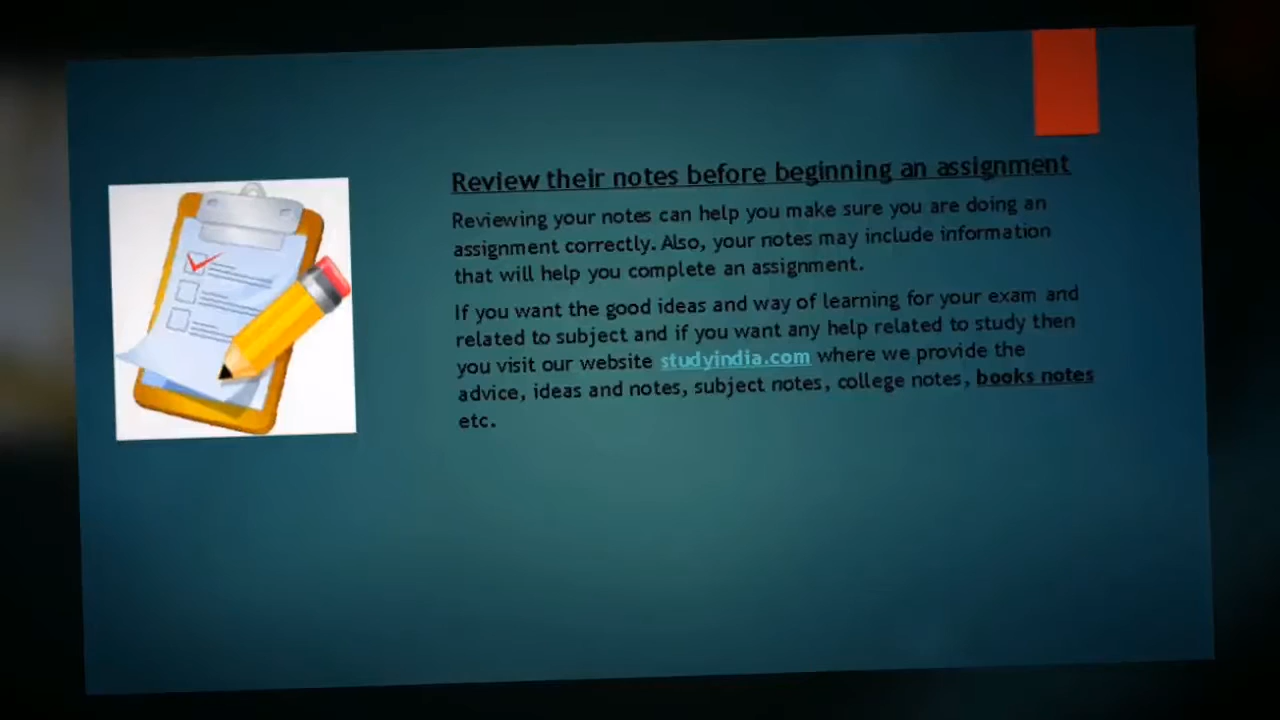 Review their notes before beginning an assignment
Reviewing your notes can help you make sure you are doing an
assignment correctly. Also, your notes may include information
that will help you complete an assignment.
If you want the good ideas and way of learning for your exam and
related to subject and if you want any help related to study then
you visit our website studyindia.com where we provide the
advice, ideas and notes, subject notes, college notes, books notes
etc.